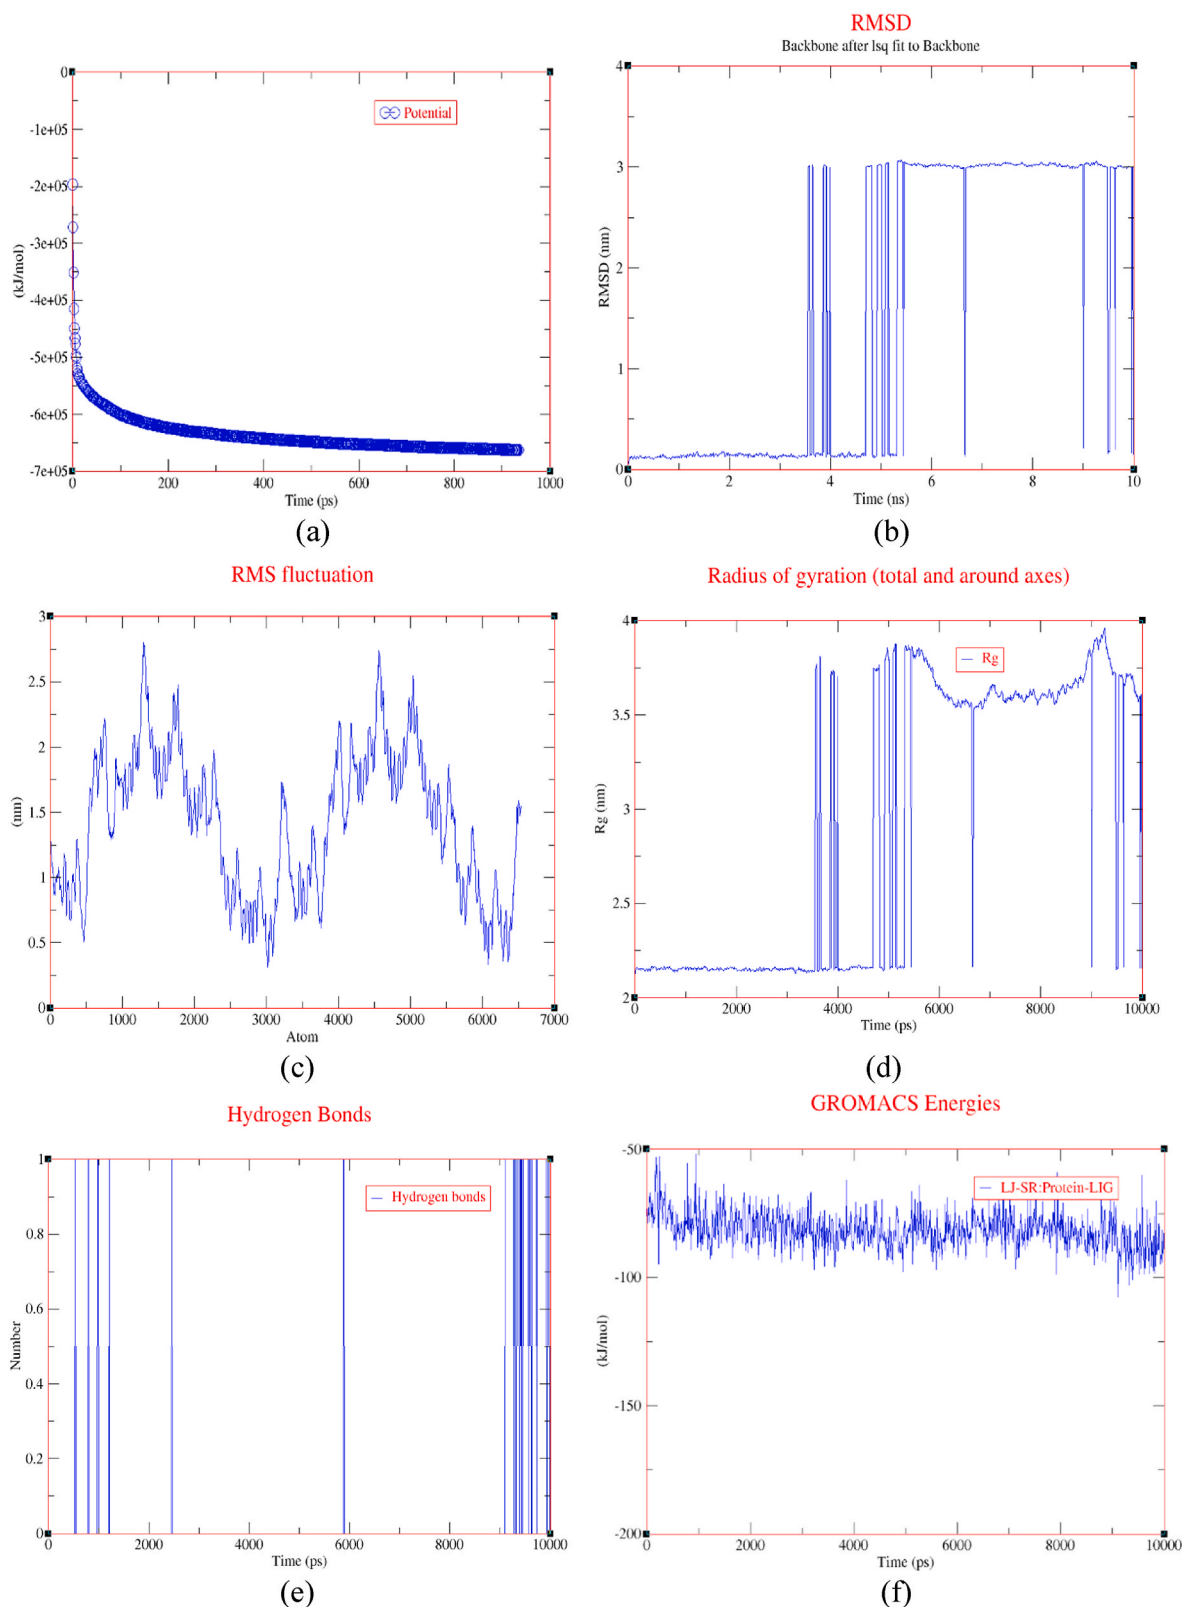 0
-1e+05
-2e+05
-3e+05
-4e+05
-5e+05
-6e+05
-7e+05
(kJ/mol)
Potential
0 200 400 600 800 1000
Time (ps)
(a)
RMSD
Backbone after lsq fit to Backbone
4
3
2
1
0
RMSD (nm)
0 2 4 6 8 10
Time (ns)
(b)
RMS fluctuation
3
2.5
2
1.5
1
0.5
0
(nm)
0 1000 2000 3000 4000 5000 6000 7000
Atom
(c)
Radius of gyration (total and around axes)
4
3.5
3
2.5
2
Rg (nm)
Rg
0 2000 4000 6000 8000 10000
Time (ps)
(d)
Hydrogen Bonds
1
0.8
0.6
0.4
0.2
0
Number
Hydrogen bonds
0 2000 4000 6000 8000 10000
Time (ps)
(e)
GROMACS Energies
-50
-100
-150
-200
(kJ/mol)
LJ-SR:Protein-LIG
0 2000 4000 6000 8000 10000
Time (ps)
(f)